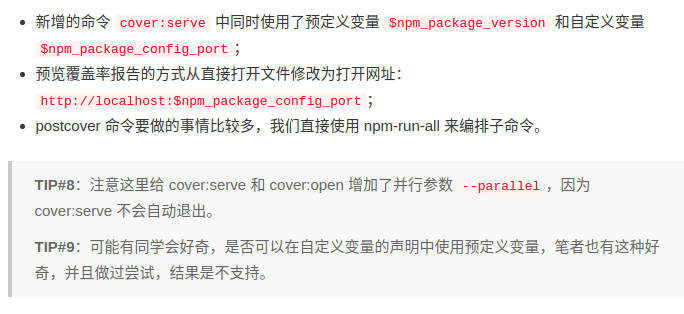 新增的命令 cover:serve 中同时使用了预定义变量 $npm_package_version 和自定义变量
$npm_package_config_port；
预览覆盖率报告的方式从直接打开文件修改为打开网址：
http://localhost:$npm_package_config_port；
postcover 命令要做的事情比较多，我们直接使用 npm-run-all 来编排子命令。
TIP#8：注意这里给 cover:serve 和 cover:open 增加了并行参数 --parallel，因为
cover:serve 不会自动退出。
TIP#9：可能有同学会好奇，是否可以在自定义变量的声明中使用预定义变量，笔者也有这种好
奇，并且做过尝试，结果是不支持。